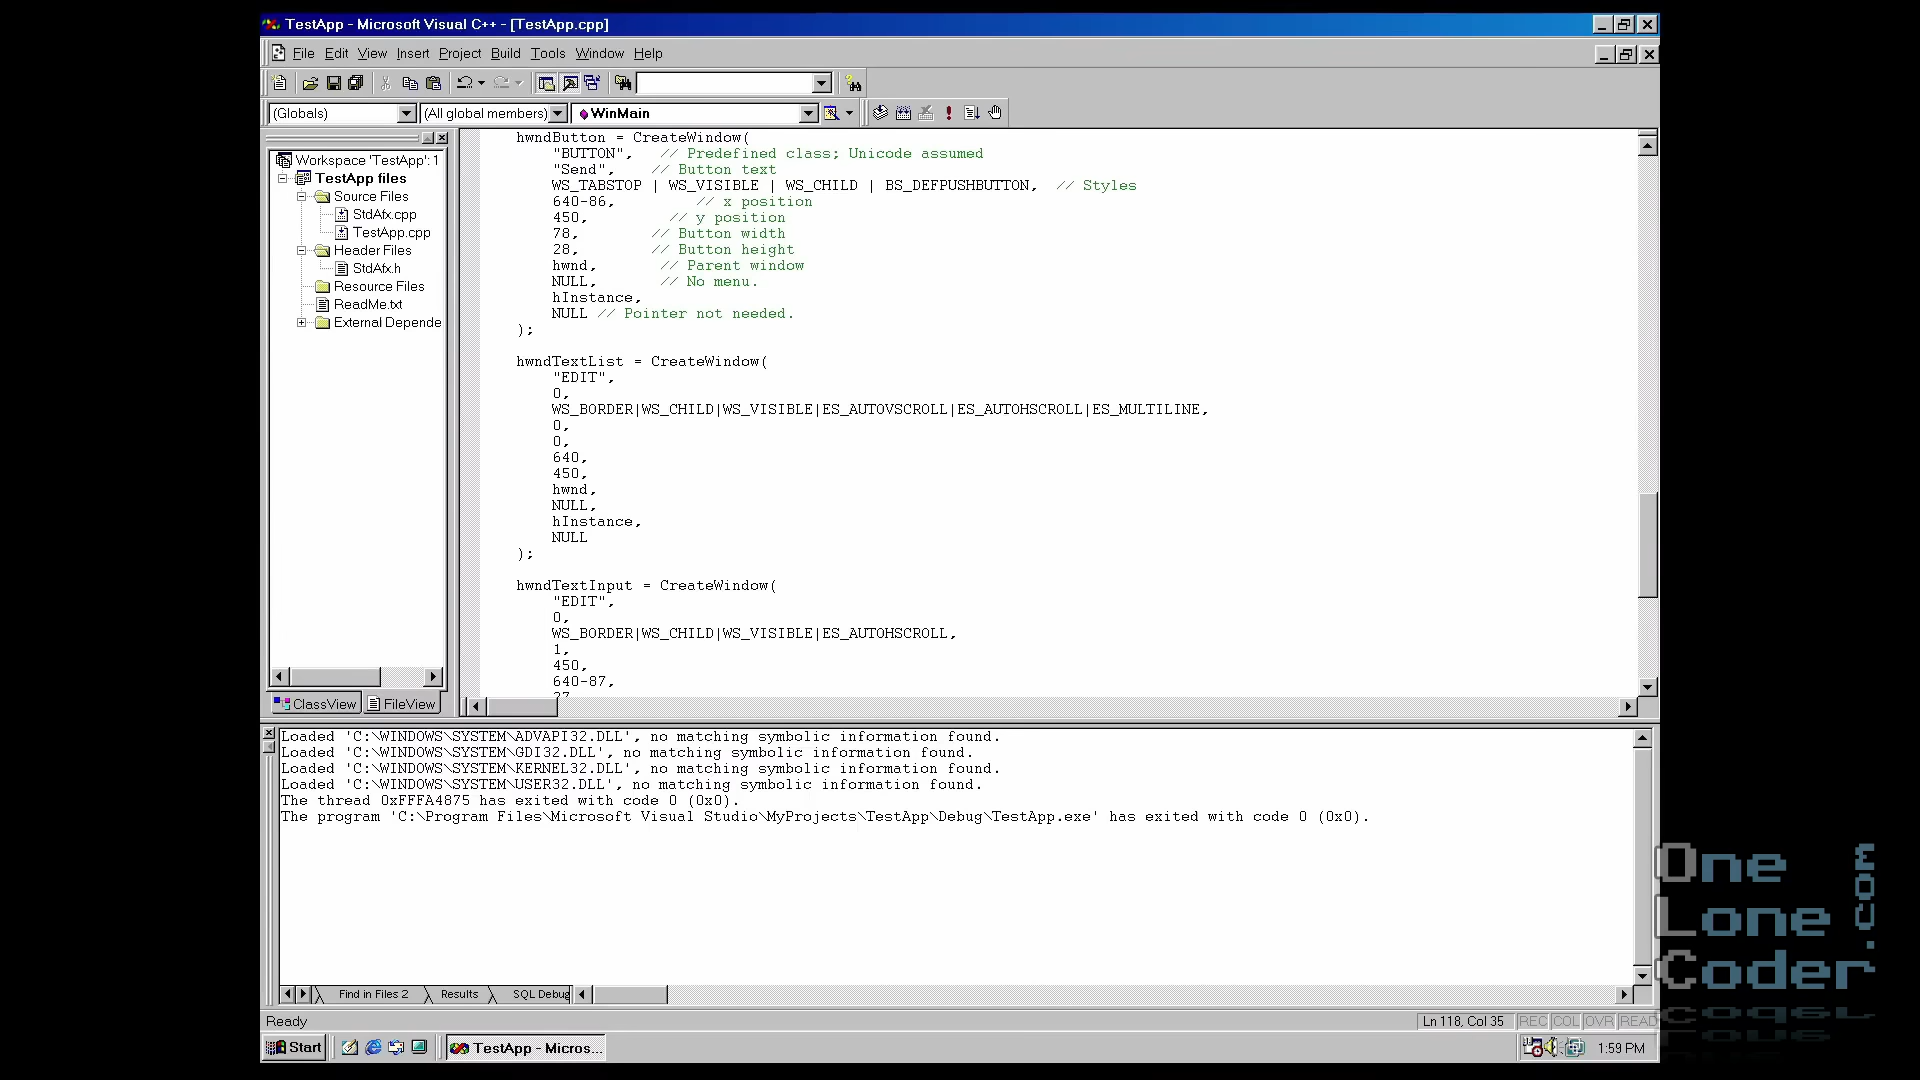 TestApp - Microsoft Visual C++ - [TestApp.cpp]
File Edit View Insert Project Build Tools Window Help
(Globals) (All global members) WinMain
Workspace 'TestApp': 1
TestApp files
Source Files
StdAfx.cpp
TestApp.cpp
Header Files
StdAfx.h
Resource Files
ReadMe.txt
External Depende
ClassView FileView
hwndButton = CreateWindow(
"BUTTON", // Predefined class; Unicode assumed
"Send", // Button text
WS_TABSTOP | WS_VISIBLE | WS_CHILD | BS_DEFPUSHBUTTON, // Styles
640-86, // x position
450, // y position
78, // Button width
28, // Button height
hwnd, // Parent window
NULL, // No menu.
hInstance,
NULL // Pointer not needed.
);
hwndTextList = CreateWindow(
"EDIT",
0,
WS_BORDER|WS_CHILD|WS_VISIBLE|ES_AUTOVSCROLL|ES_AUTOHSCROLL|ES_MULTILINE,
0,
0,
640,
450,
hwnd,
NULL,
hInstance,
NULL
);
hwndTextInput = CreateWindow(
"EDIT",
0,
WS_BORDER|WS_CHILD|WS_VISIBLE|ES_AUTOHSCROLL,
1,
450,
640-87,
27
Loaded 'C:\WINDOWS\SYSTEM\ADVAPI32.DLL', no matching symbolic information found.
Loaded 'C:\WINDOWS\SYSTEM\GDI32.DLL', no matching symbolic information found.
Loaded 'C:\WINDOWS\SYSTEM\KERNEL32.DLL', no matching symbolic information found.
Loaded 'C:\WINDOWS\SYSTEM\USER32.DLL', no matching symbolic information found.
The thread 0xFFFA4875 has exited with code 0 (0x0).
The program 'C:\Program Files\Microsoft Visual Studio\MyProjects\TestApp\Debug\TestApp.exe' has exited with code 0 (0x0).
Find in Files 2 Results SQL Debug
Ready
Ln 118, Col 35 REC COL OVR READ
Start TestApp - Micros... 1:59 PM
One
Lone
Coder
.com